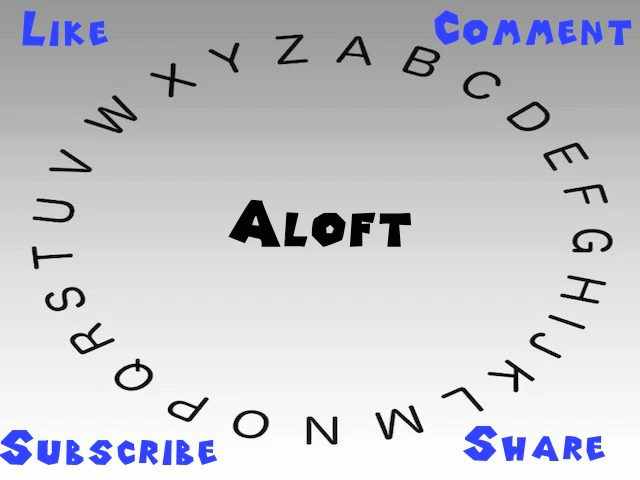 Like
Comment
A B C D E F G H I J K L M N O P Q R S T U V W X Y Z
Aloft
Subscribe
Share